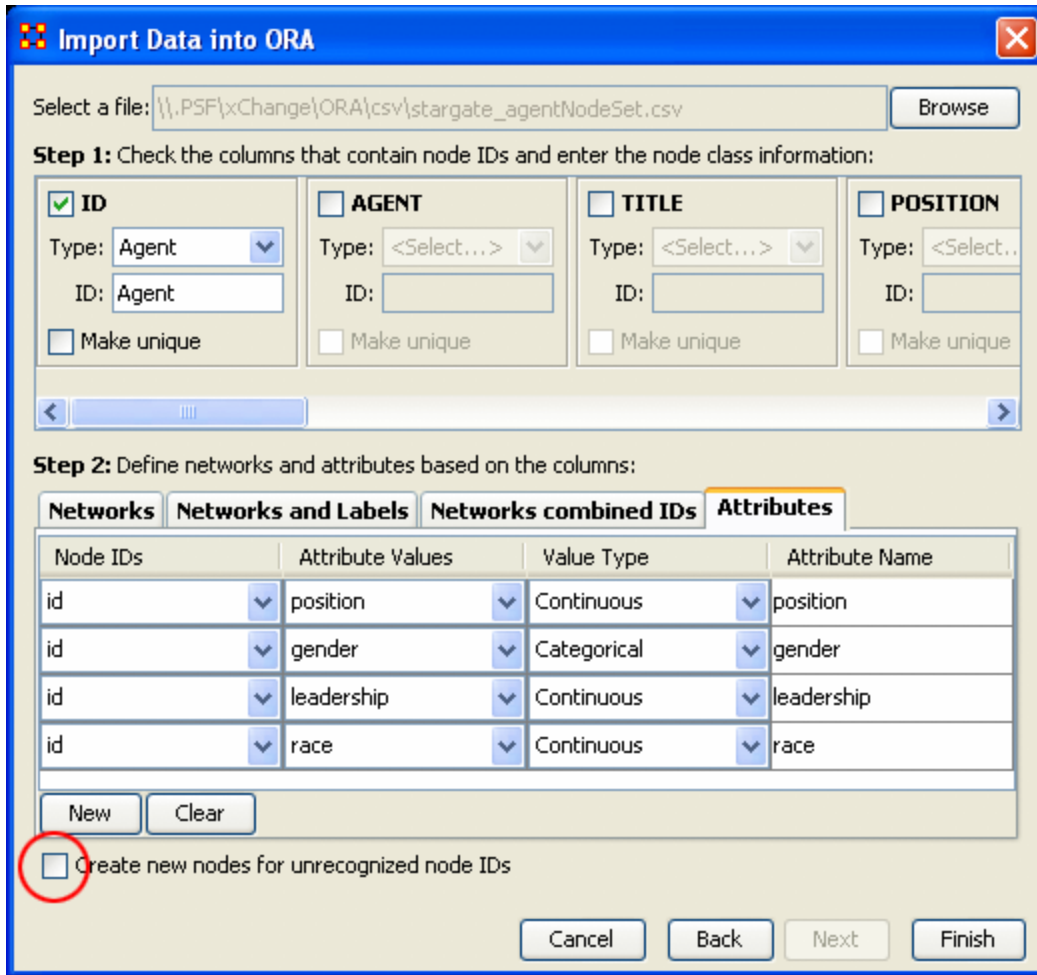 Import Data into ORA
Select a file: \\.PSF\xChange\ORA\csv\stargate_agentNodeSet.csv Browse
Step 1: Check the columns that contain node IDs and enter the node class information:
ID AGENT TITLE POSITION
Type: Agent Type: <Select...> Type: <Select...> Type: <Select..
ID: Agent ID: ID: ID:
Make unique Make unique Make unique Make unique
Step 2: Define networks and attributes based on the columns:
Networks Networks and Labels Networks combined IDs Attributes
Node IDs Attribute Values Value Type Attribute Name
id position Continuous position
id gender Categorical gender
id leadership Continuous leadership
id race Continuous race
New Clear
Create new nodes for unrecognized node IDs
Cancel Back Next Finish